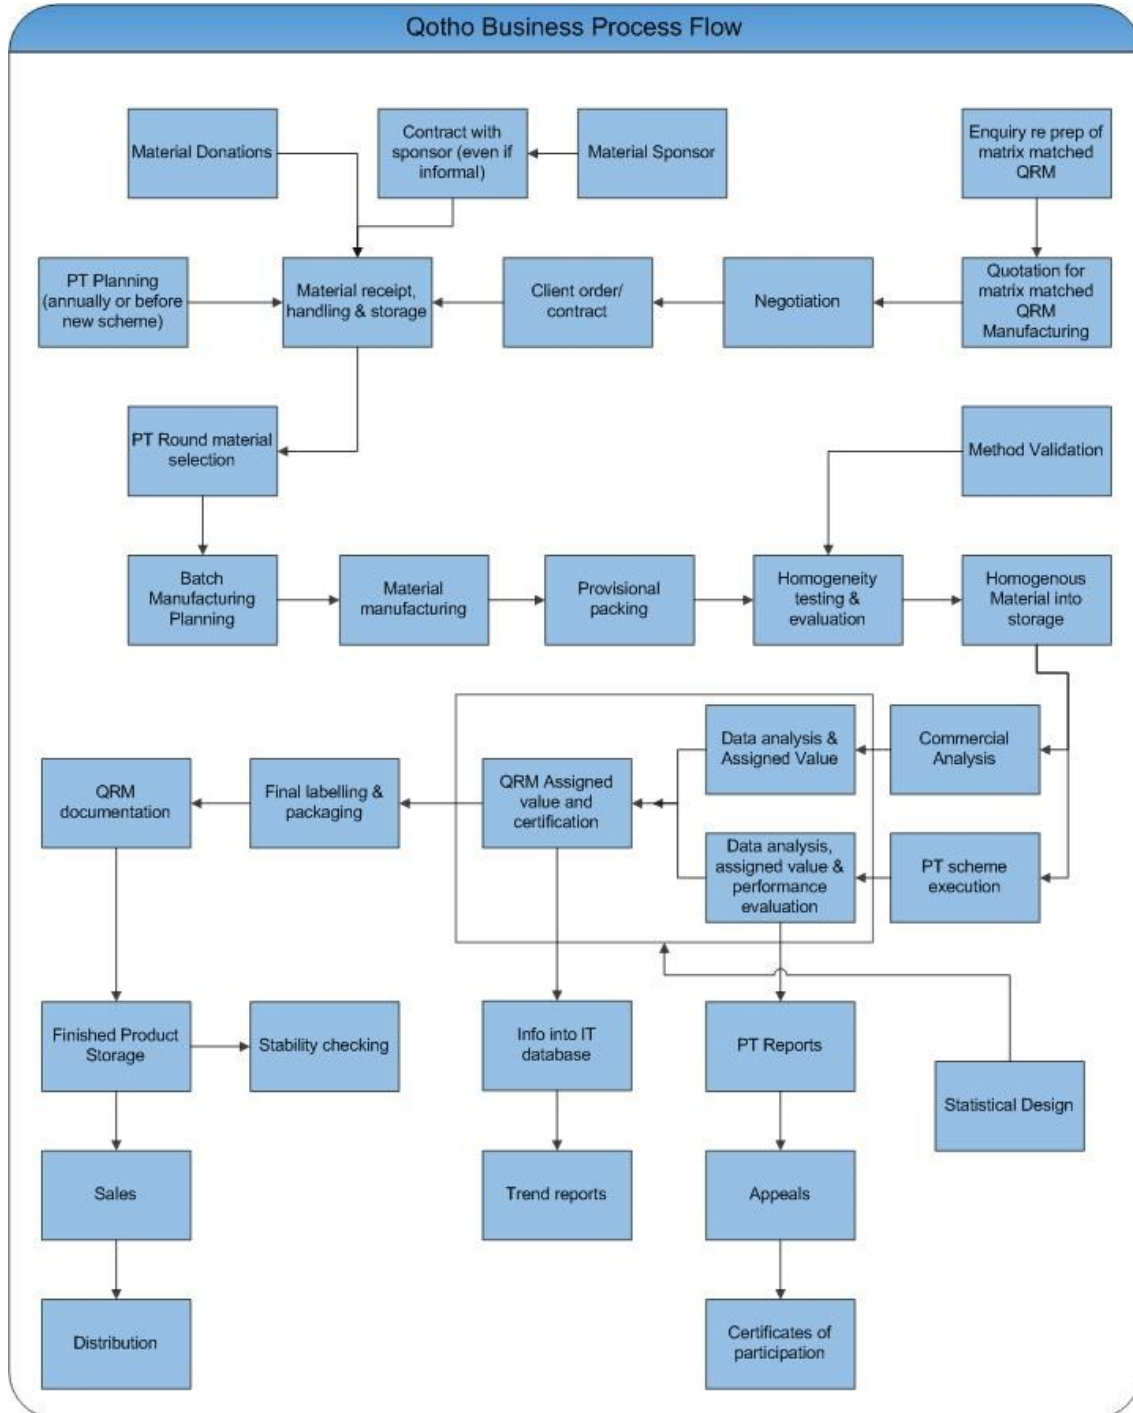 Qotho Business Process Flow
Material Donations
Contract with
sponsor (even if
informal)
Material Sponsor
Enquiry re prep of
matrix matched
QRM
PT Planning
(annually or before
new scheme)
Material receipt,
handling & storage
Client order/
contract
Negotiation
Quotation for
matrix matched
QRM
Manufacturing
PT Round material
selection
Method Validation
Batch
Manufacturing
Planning
Material
manufacturing
Provisional
packing
Homogeneity
testing &
evaluation
Homogenous
Material into
storage
QRM
documentation
Final labelling &
packaging
QRM Assigned
value and
certification
Data analysis &
Assigned Value
Commercial
Analysis
Data analysis,
assigned value &
performance
evaluation
PT scheme
execution
Finished Product
Storage
Stability checking
Info into IT
database
PT Reports
Statistical Design
Sales
Trend reports
Appeals
Distribution
Certificates of
participation